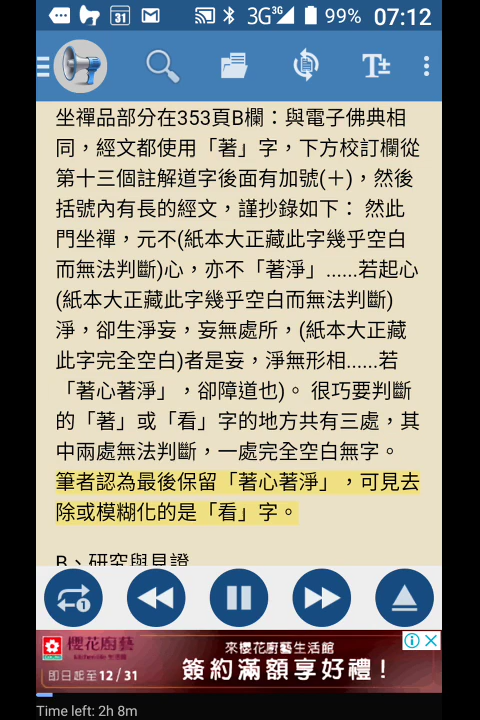 31
3G
3G
99%
07:12
T±
坐禪品部分在353頁B欄：與電子佛典相
同，經文都使用「著」字，下方校訂欄從
第十三個註解道字後面有加號(＋)，然後
括號內有長的經文，謹抄錄如下： 然此
門坐禪，元不(紙本大正藏此字幾乎空白
而無法判斷)心，亦不「著淨」......若起心
(紙本大正藏此字幾乎空白而無法判斷)
淨，卻生淨妄，妄無處所，(紙本大正藏
此字完全空白)者是妄，淨無形相......若
「著心著淨」，卻障道也)。 很巧要判斷
的「著」或「看」字的地方共有三處，其
中兩處無法判斷，一處完全空白無字。
筆者認為最後保留「著心著淨」，可見去
除或模糊化的是「看」字。
B、研究與見證
1
櫻花廚藝
生活館
即日起至12/31
來櫻花廚藝生活館
簽約滿額享好禮！
Time left: 2h 8m